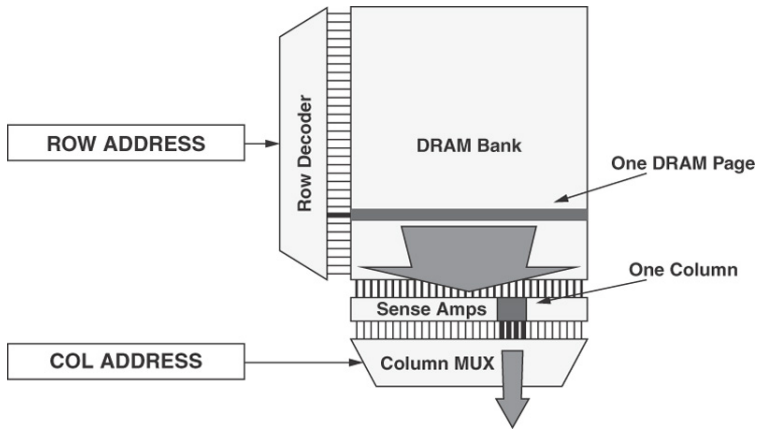 ROW ADDRESS
Row Decoder
DRAM Bank
One DRAM Page
One Column
Sense Amps
COL ADDRESS
Column MUX